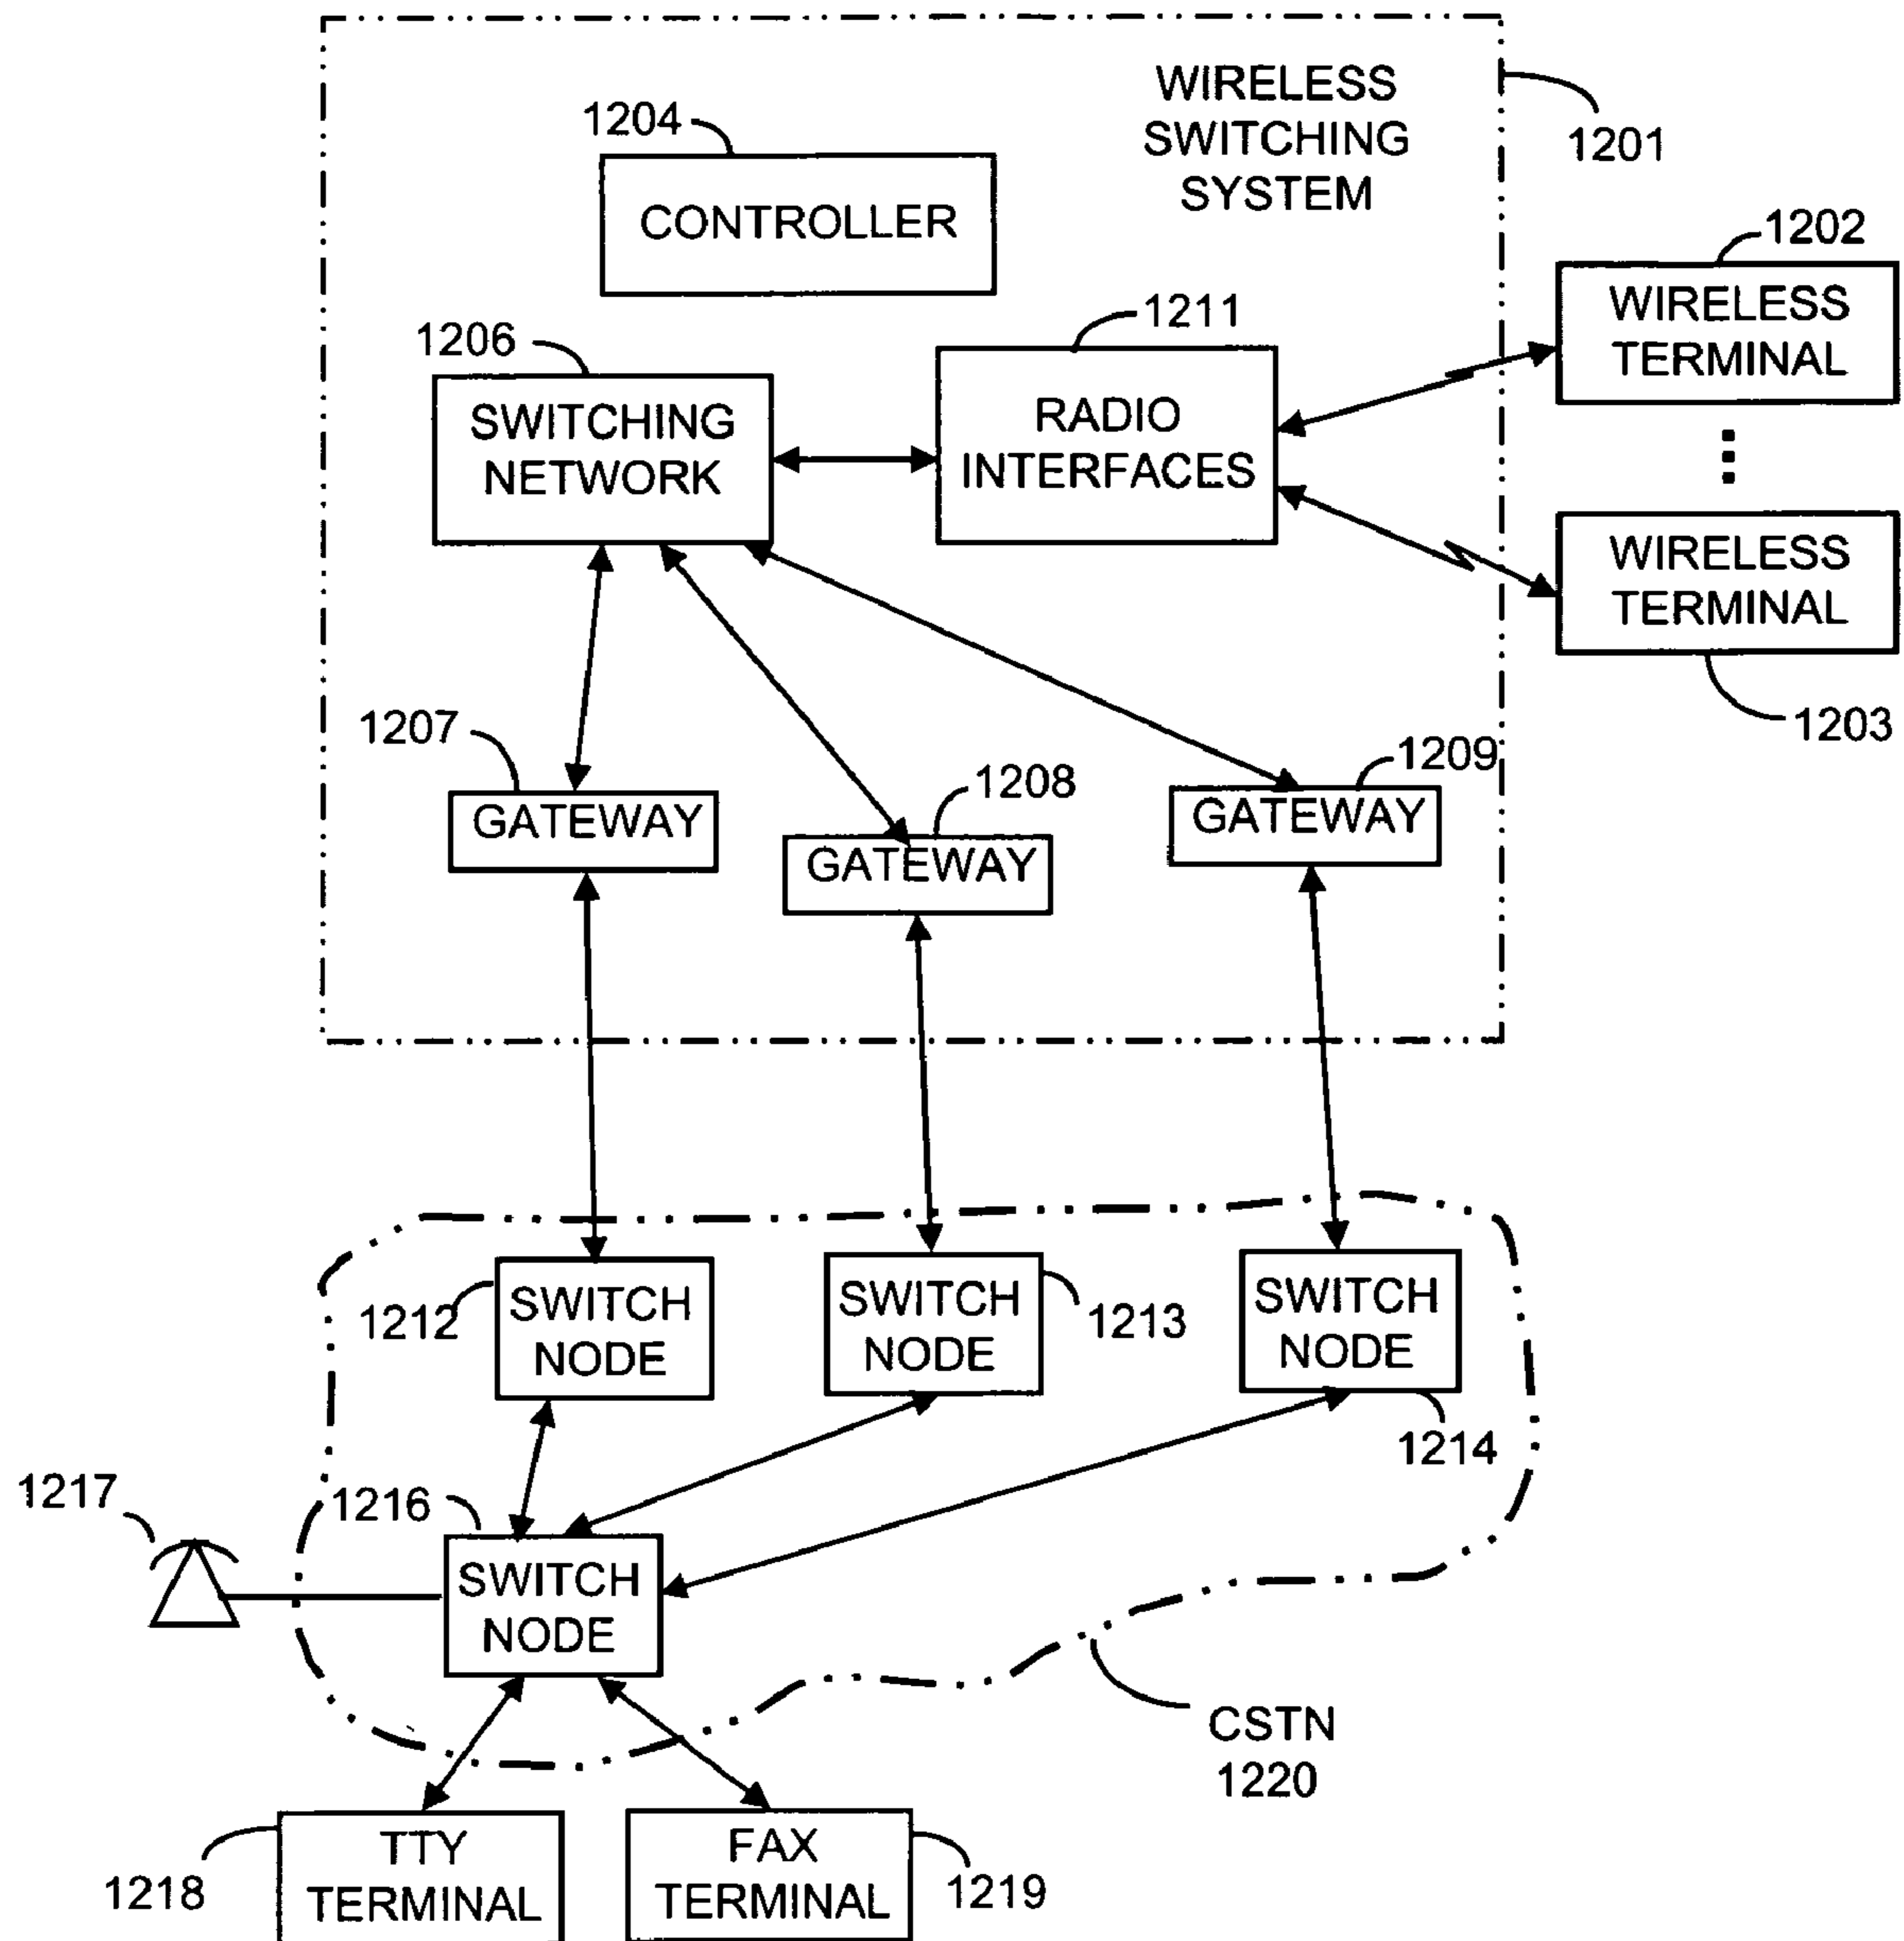 WIRELESS
SWITCHING
SYSTEM
1201
1204
CONTROLLER
1202
WIRELESS
TERMINAL
1206
SWITCHING
NETWORK
1211
RADIO
INTERFACES
WIRELESS
TERMINAL
1203
1207
GATEWAY
1208
GATEWAY
1209
GATEWAY
1212
SWITCH
NODE
SWITCH
NODE
1213
SWITCH
NODE
1214
1217
1216
SWITCH
NODE
CSTN
1220
1218
TTY
TERMINAL
FAX
TERMINAL
1219